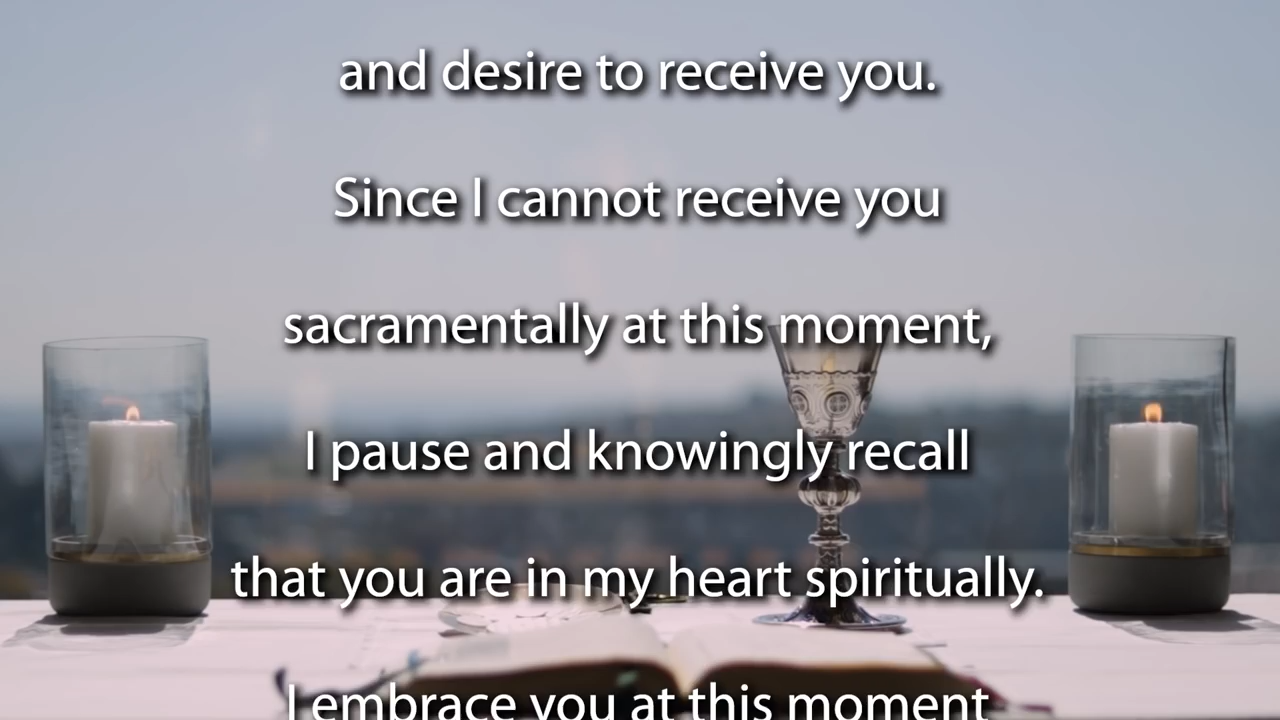 and desire to receive you.
Since I cannot receive you
sacramentally at this moment,
I pause and knowingly recall
that you are in my heart spiritually.
I embrace you at this moment